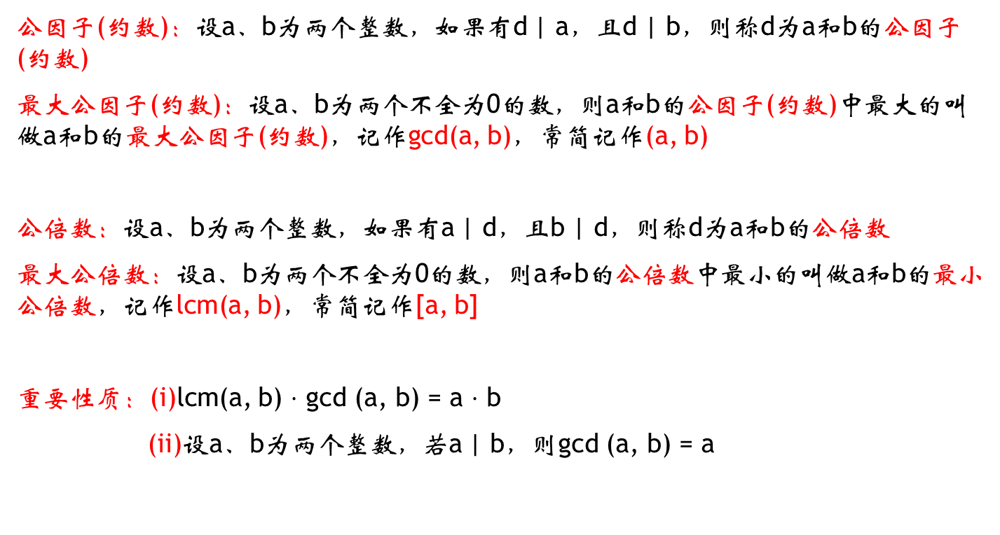 公因子(约数)：设a、b为两个整数，如果有d | a，且d | b，则称d为a和b的公因子
(约数)
最大公因子(约数)：设a、b为两个不全为0的数，则a和b的公因子(约数)中最大的叫
做a和b的最大公因子(约数)，记作gcd(a, b)，常简记作(a, b)
公倍数：设a、b为两个整数，如果有a | d，且b | d，则称d为a和b的公倍数
最大公倍数：设a、b为两个不全为0的数，则a和b的公倍数中最小的叫做a和b的最小
公倍数，记作lcm(a, b)，常简记作[a, b]
重要性质：(i)lcm(a, b) · gcd (a, b) = a · b
(ii)设a、b为两个整数，若a | b，则gcd (a, b) = a